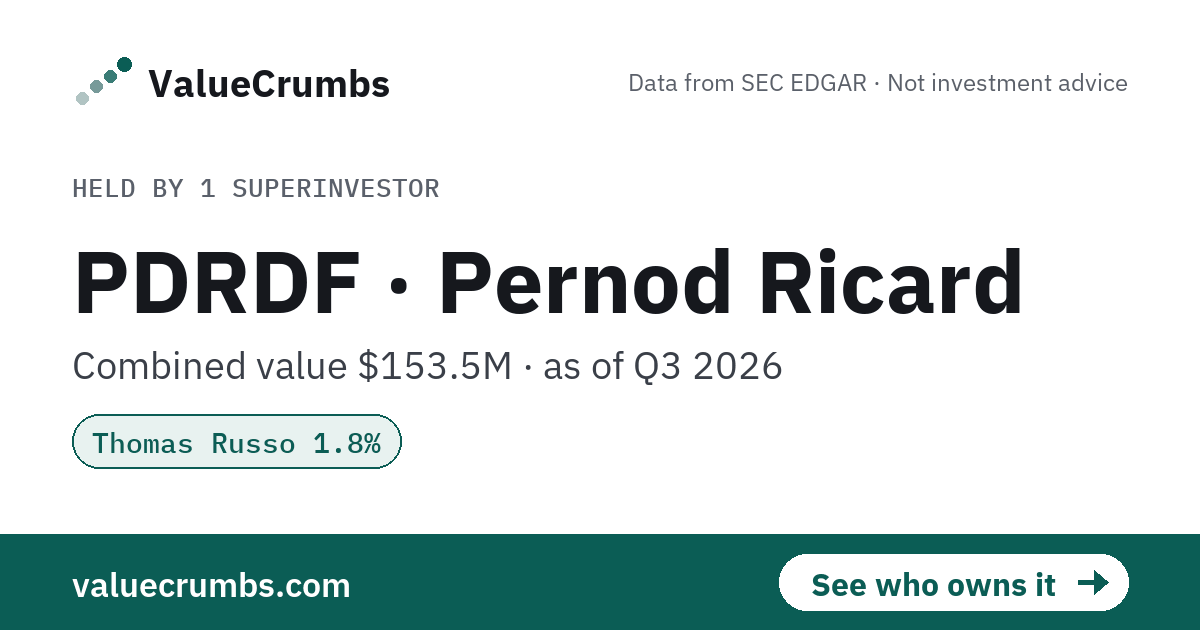 ValueCrumbs
Data from SEC EDGAR · Not investment advice
HELD BY 1 SUPERINVESTOR
PDRDF · Pernod Ricard
Combined value $153.5M · as of Q3 2026
Thomas Russo 1.8%
valuecrumbs.com
See who owns it →